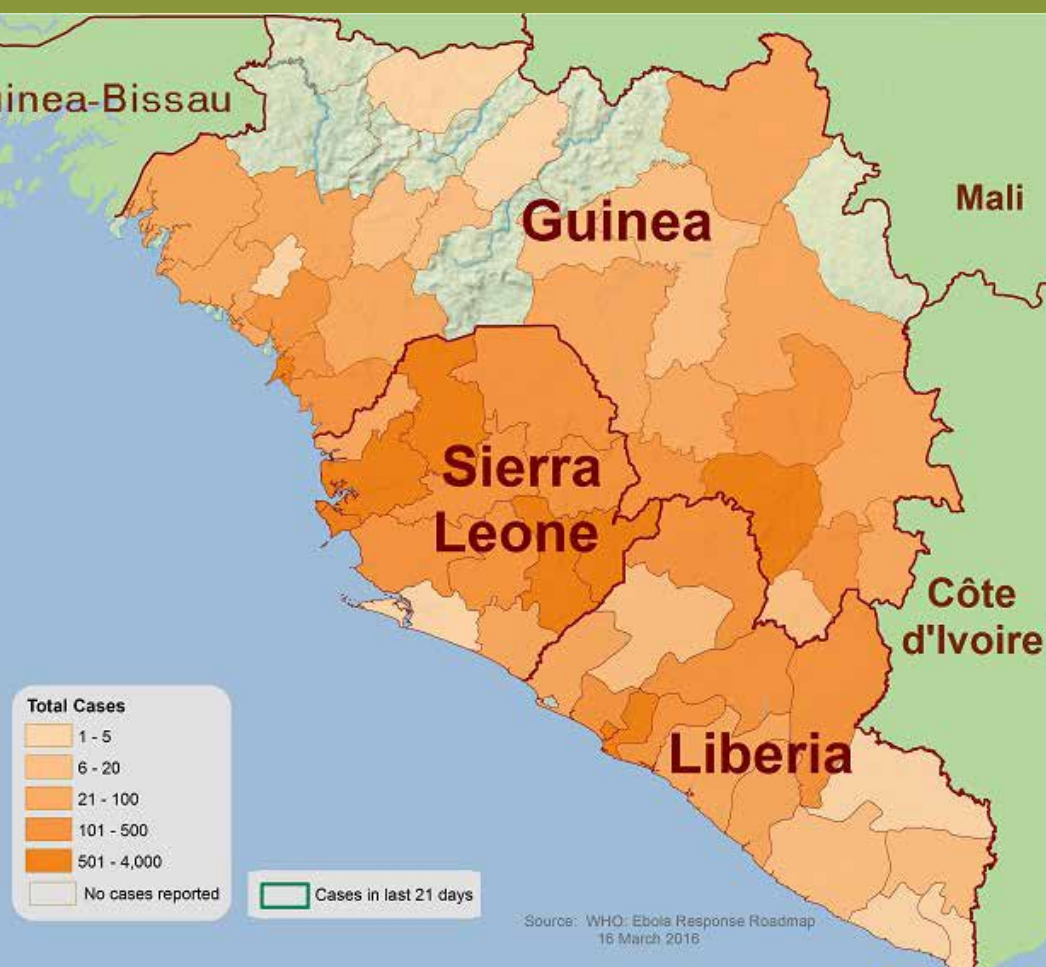 uinea-Bissau
Mali
Guinea
Sierra
Leone
Côte
d'Ivoire
Liberia
Total Cases
1 - 5
6 - 20
21 - 100
101 - 500
501 - 4,000
No cases reported
Cases in last 21 days
Source: WHO: Ebola Response Roadmap
16 March 2016